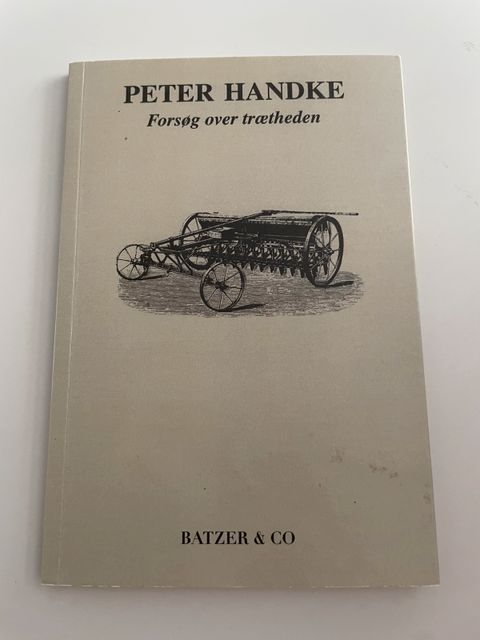 PETER HANDKE
Forsøg over trætheden
BATZER & CO